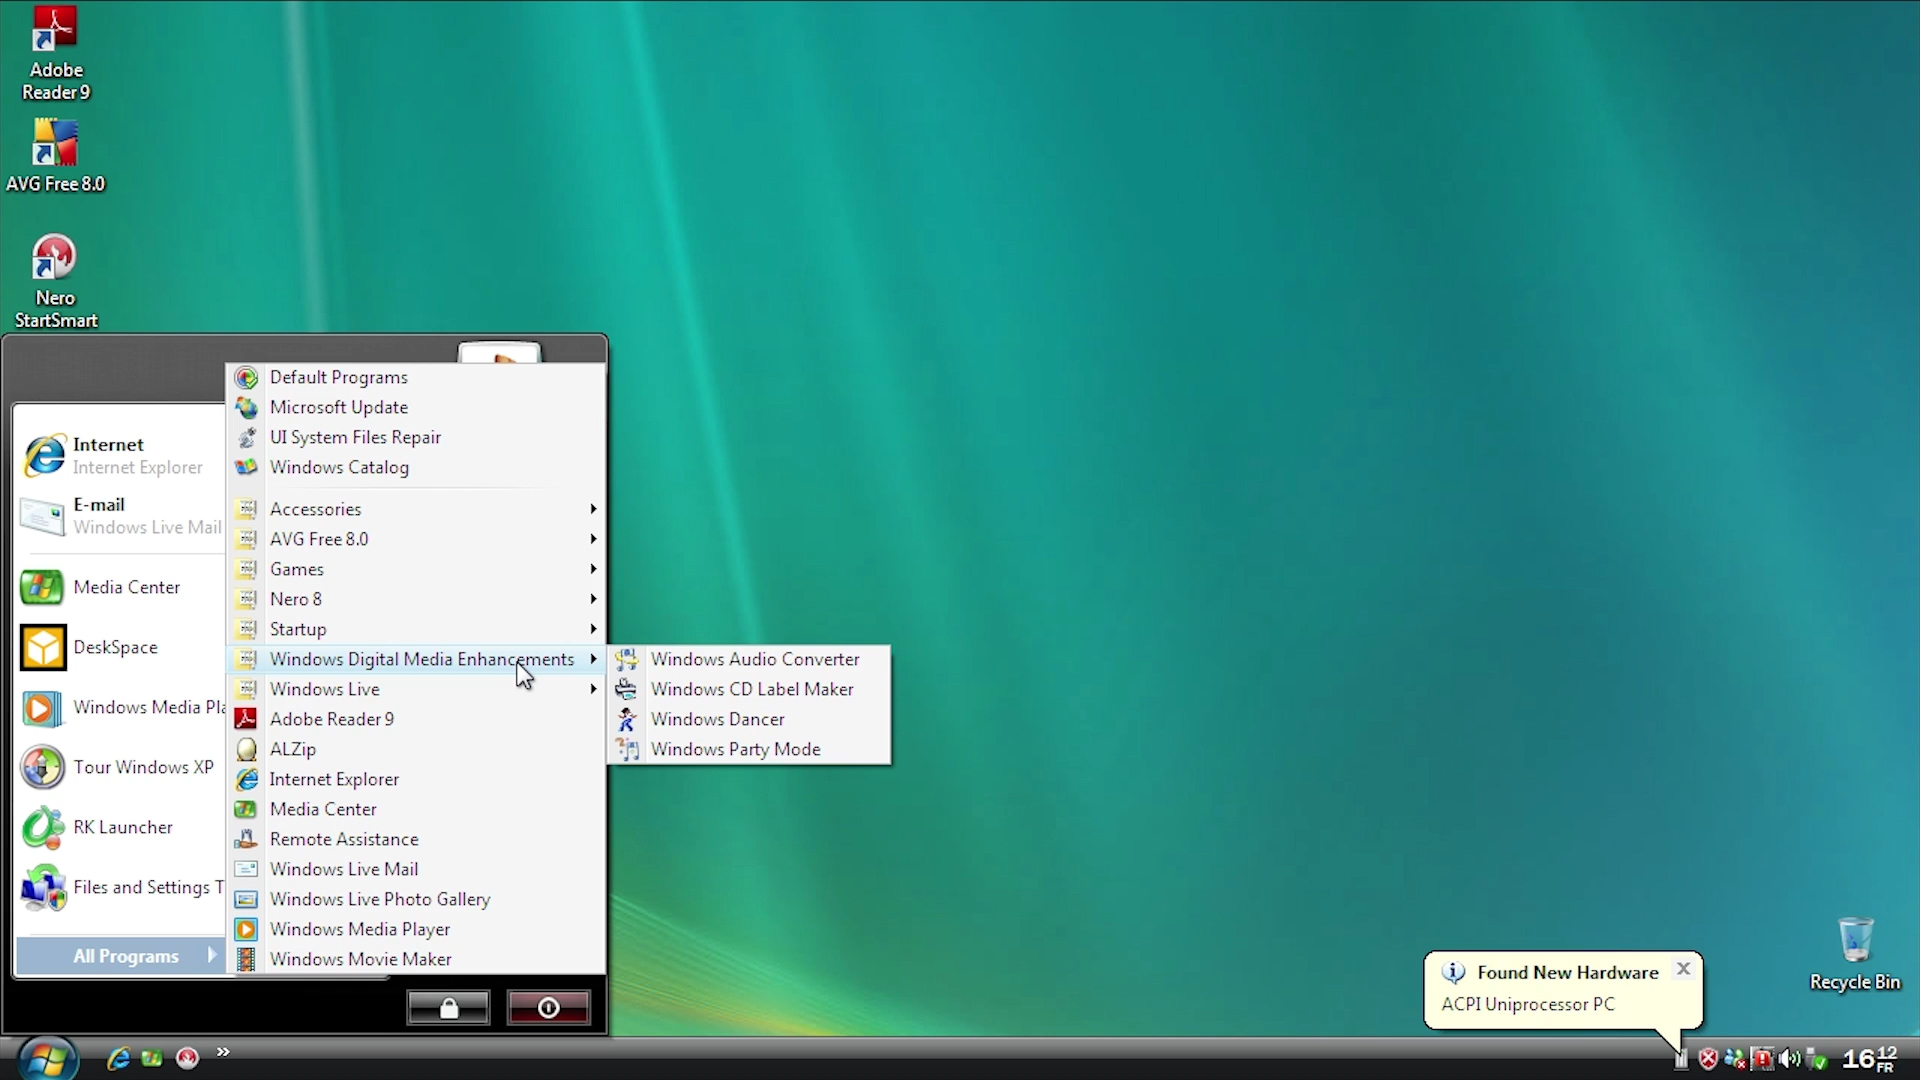 Adobe
Reader 9
AVG Free 8.0
Nero
StartSmart
Internet
Internet Explorer
E-mail
Windows Live Mail
Media Center
DeskSpace
Windows Media Pla
Tour Windows XP
RK Launcher
Files and Settings T
All Programs
Default Programs
Microsoft Update
UI System Files Repair
Windows Catalog
Accessories
AVG Free 8.0
Games
Nero 8
Startup
Windows Digital Media Enhancements
Windows Live
Adobe Reader 9
ALZip
Internet Explorer
Media Center
Remote Assistance
Windows Live Mail
Windows Live Photo Gallery
Windows Media Player
Windows Movie Maker
Windows Audio Converter
Windows CD Label Maker
Windows Dancer
Windows Party Mode
Recycle Bin
Found New Hardware
ACPI Uniprocessor PC
16 12
FR